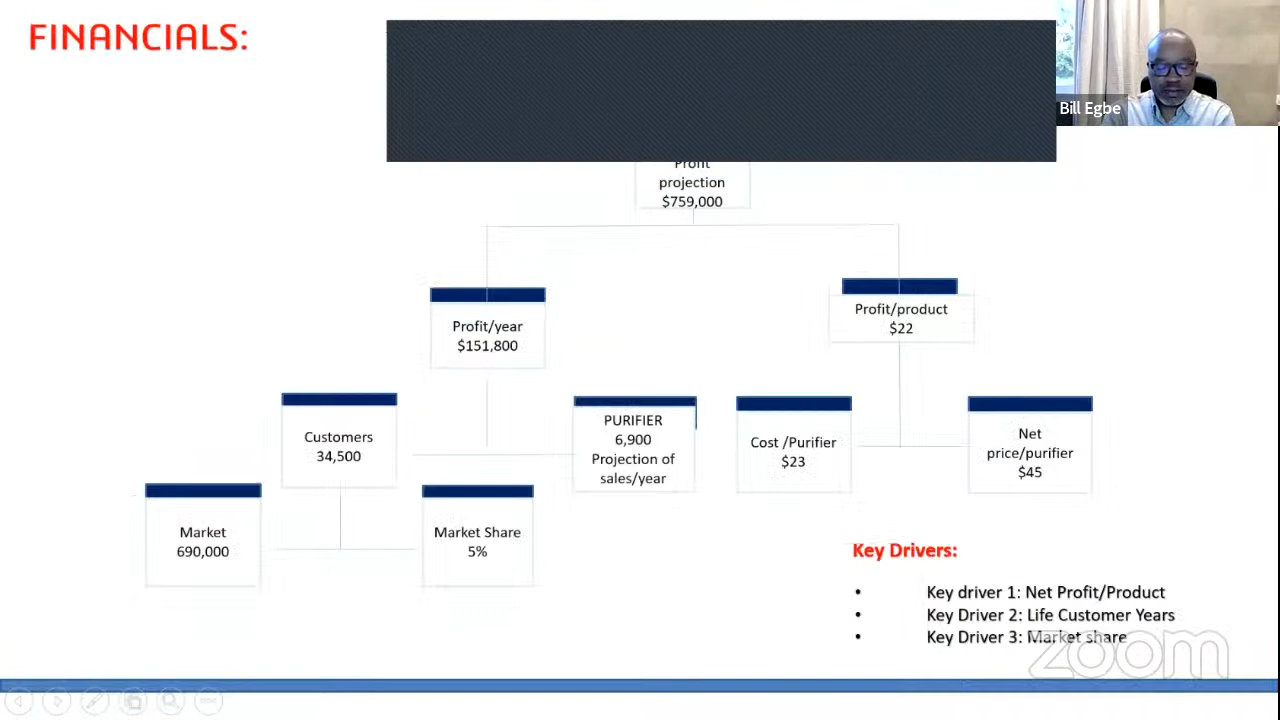 FINANCIALS:
Bill Egbe
Profit
projection
$759,000
Profit/year
$151,800
Profit/product
$22
Customers
34,500
PURIFIER
6,900
Projection of
sales/year
Cost /Purifier
$23
Net
price/purifier
$45
Market
690,000
Market Share
5%
Key Drivers:
• Key driver 1: Net Profit/Product
• Key Driver 2: Life Customer Years
• Key Driver 3: Market share
zoom